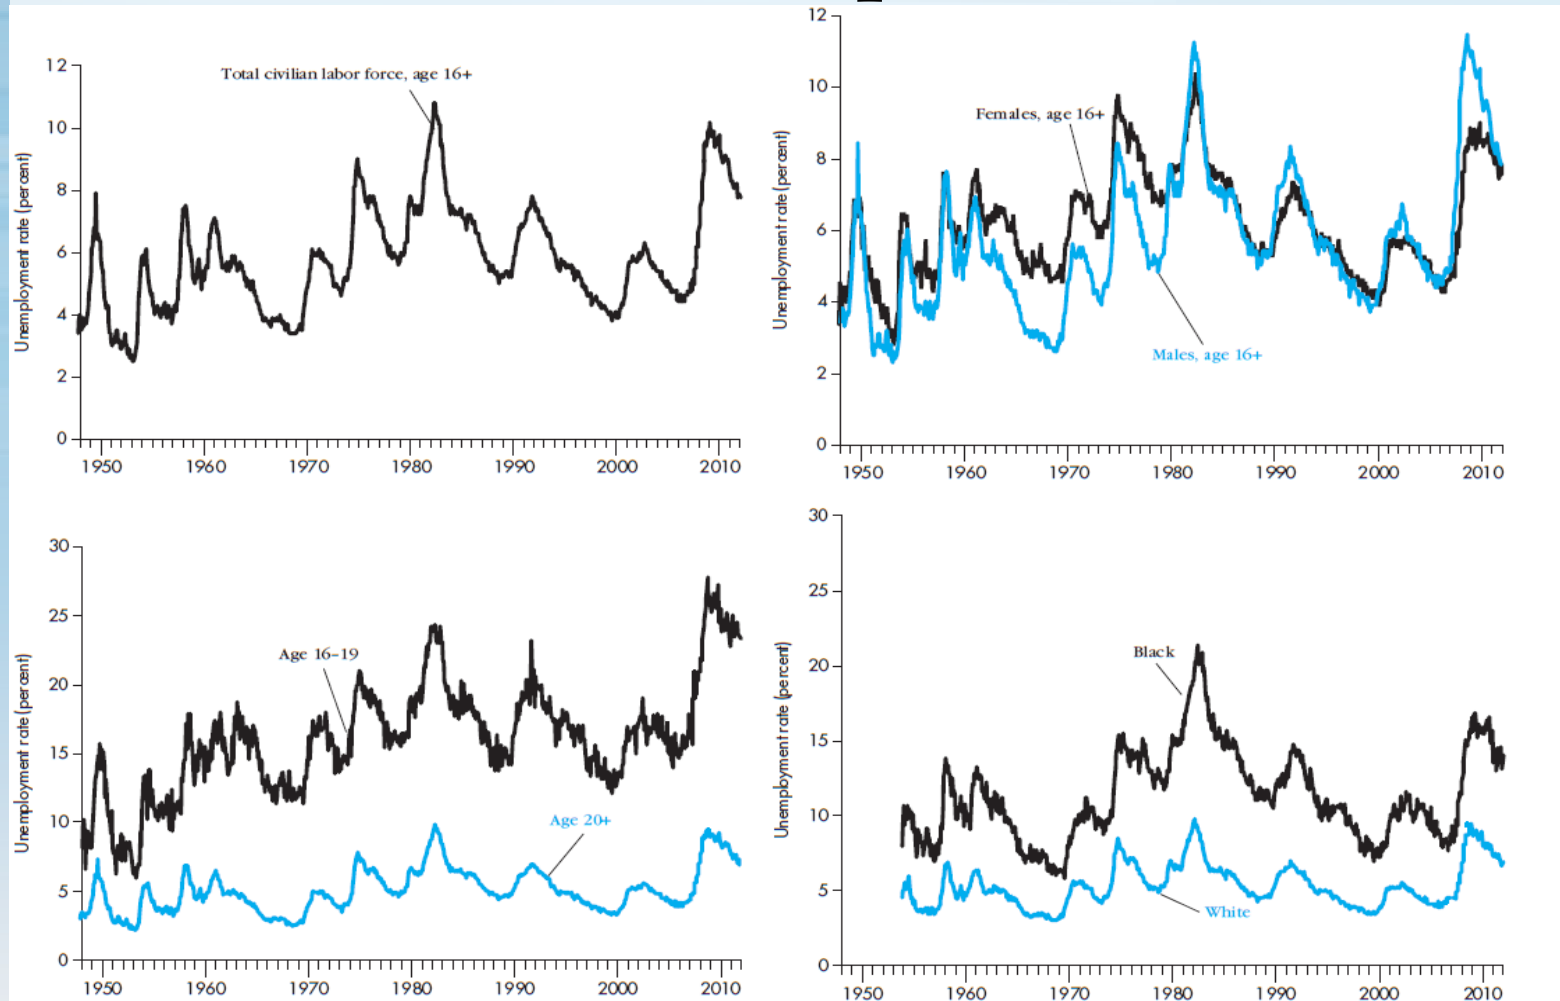 Unemployment rate (percent)
12
10
8
6
4
2
0
Total civilian labor force, age 16+
1950 1960 1970 1980 1990 2000 2010
Unemployment rate (percent)
12
10
8
6
4
2
0
Females, age 16+
Males, age 16+
1950 1960 1970 1980 1990 2000 2010
Unemployment rate (percent)
30
25
20
15
10
5
0
Age 16–19
Age 20+
1950 1960 1970 1980 1990 2000 2010
Unemployment rate (percent)
30
25
20
15
10
5
0
Black
White
1950 1960 1970 1980 1990 2000 2010